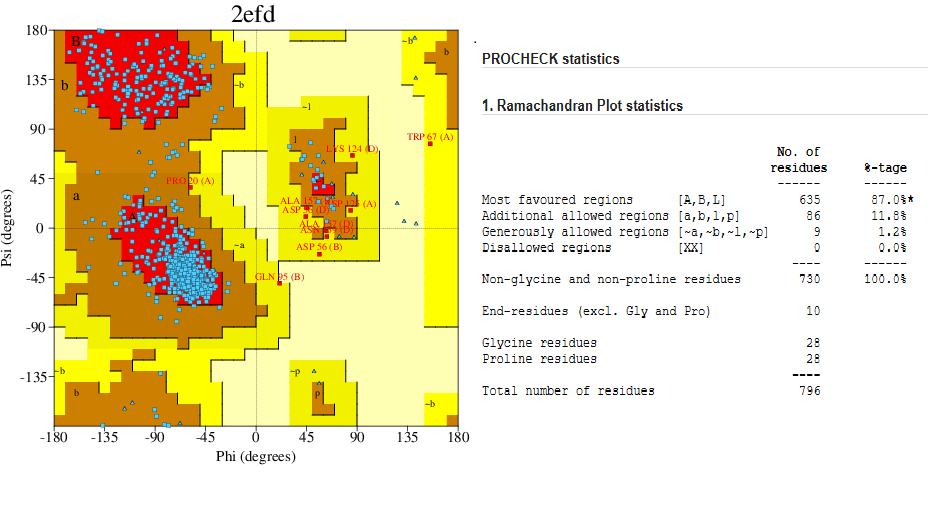 2efd
180
135
90
45
0
-45
-90
-135
Psi (degrees)
-180 -135 -90 -45 0 45 90 135 180
Phi (degrees)
B
b
~b
~b
b
~l
l
TRP 67 (A)
LYS 124 (D)
PRO 20 (A)
a
A
~a
ASP 56 (B)
GLN 95 (B)
~b
b
~p
p
~b
PROCHECK statistics
1. Ramachandran Plot statistics
No. of
residues %-tage
------ ------
Most favoured regions [A,B,L] 635 87.0%*
Additional allowed regions [a,b,l,p] 86 11.8%
Generously allowed regions [~a,~b,~l,~p] 9 1.2%
Disallowed regions [XX] 0 0.0%
---- ------
Non-glycine and non-proline residues 730 100.0%
End-residues (excl. Gly and Pro) 10
Glycine residues 28
Proline residues 28
----
Total number of residues 796